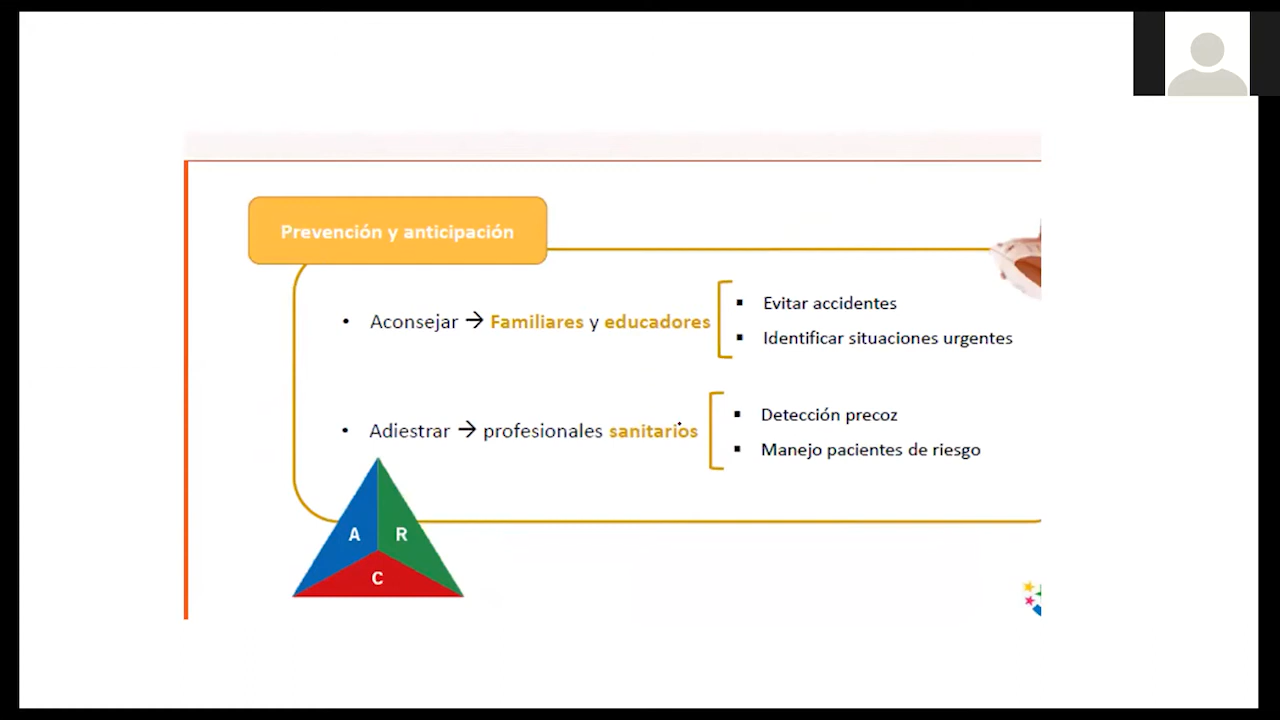 Prevención y anticipación
• Aconsejar → Familiares y educadores
▪ Evitar accidentes
▪ Identificar situaciones urgentes
• Adiestrar → profesionales sanitarios
▪ Detección precoz
▪ Manejo pacientes de riesgo
A R
C